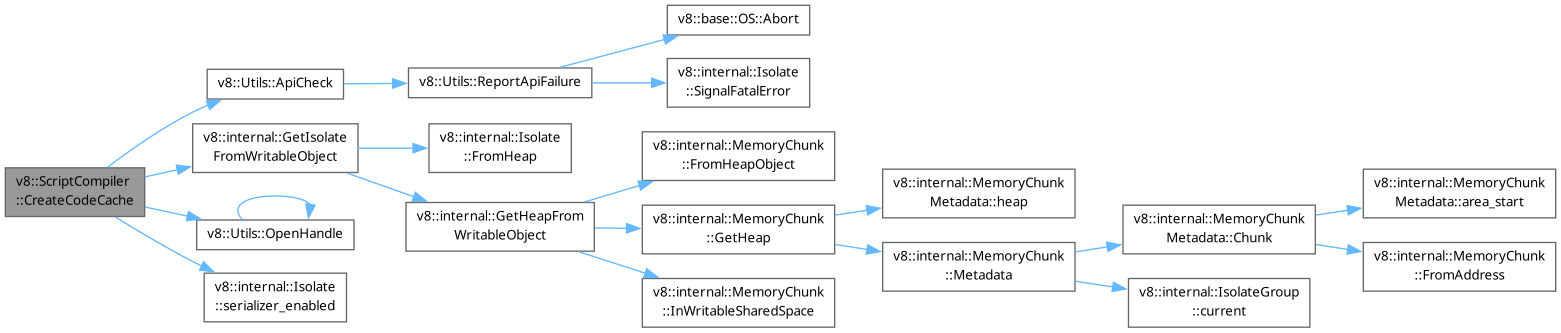 v8::ScriptCompiler
::CreateCodeCache
v8::Utils::ApiCheck
v8::internal::GetIsolate
FromWritableObject
v8::Utils::OpenHandle
v8::internal::Isolate
::serializer_enabled
v8::Utils::ReportApiFailure
v8::internal::Isolate
::FromHeap
v8::internal::GetHeapFrom
WritableObject
v8::base::OS::Abort
v8::internal::Isolate
::SignalFatalError
v8::internal::MemoryChunk
::FromHeapObject
v8::internal::MemoryChunk
::GetHeap
v8::internal::MemoryChunk
::InWritableSharedSpace
v8::internal::MemoryChunk
Metadata::heap
v8::internal::MemoryChunk
::Metadata
v8::internal::MemoryChunk
Metadata::Chunk
v8::internal::IsolateGroup
::current
v8::internal::MemoryChunk
Metadata::area_start
v8::internal::MemoryChunk
::FromAddress